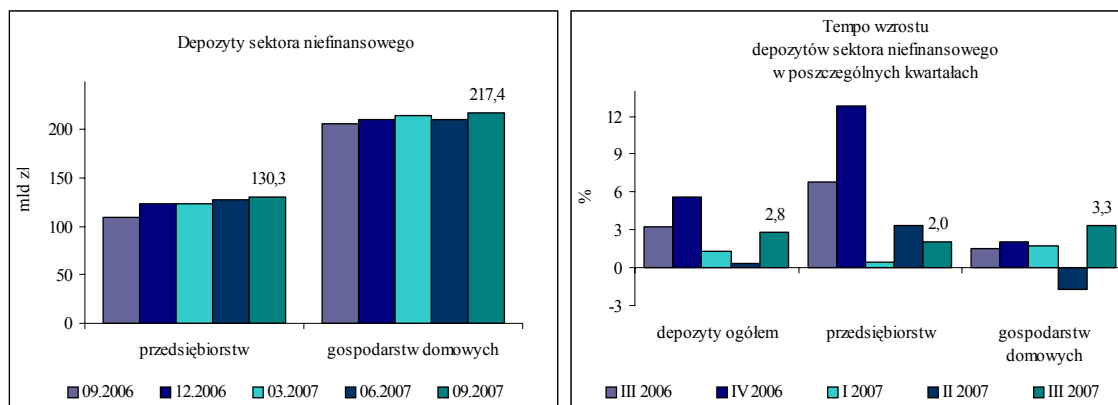 Depozyty sektora niefinansowego
217,4
200
mld zł
150
130,3
100
50
0
przedsiębiorstw gospodarstw domowych
09.2006 12.2006 03.2007 06.2007 09.2007
Tempo wzrostu
depozytów sektora niefinansowego
w poszczególnych kwartałach
12
9
%
6
3
2,8 2,0 3,3
0
-3
depozyty ogółem przedsiębiorstw gospodarstw
domowych
III 2006 IV 2006 I 2007 II 2007 III 2007